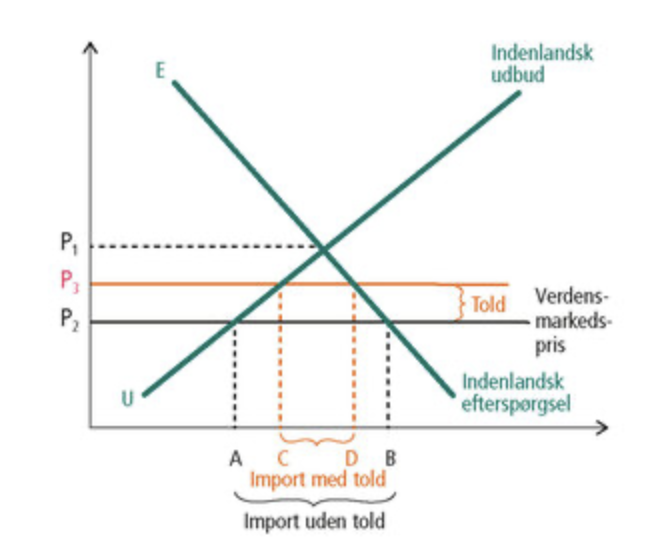 E
Indenlandsk
udbud
P1
P3
P2
Told
Verdens-
markeds-
pris
U
Indenlandsk
efterspørgsel
A C D B
Import med told
Import uden told